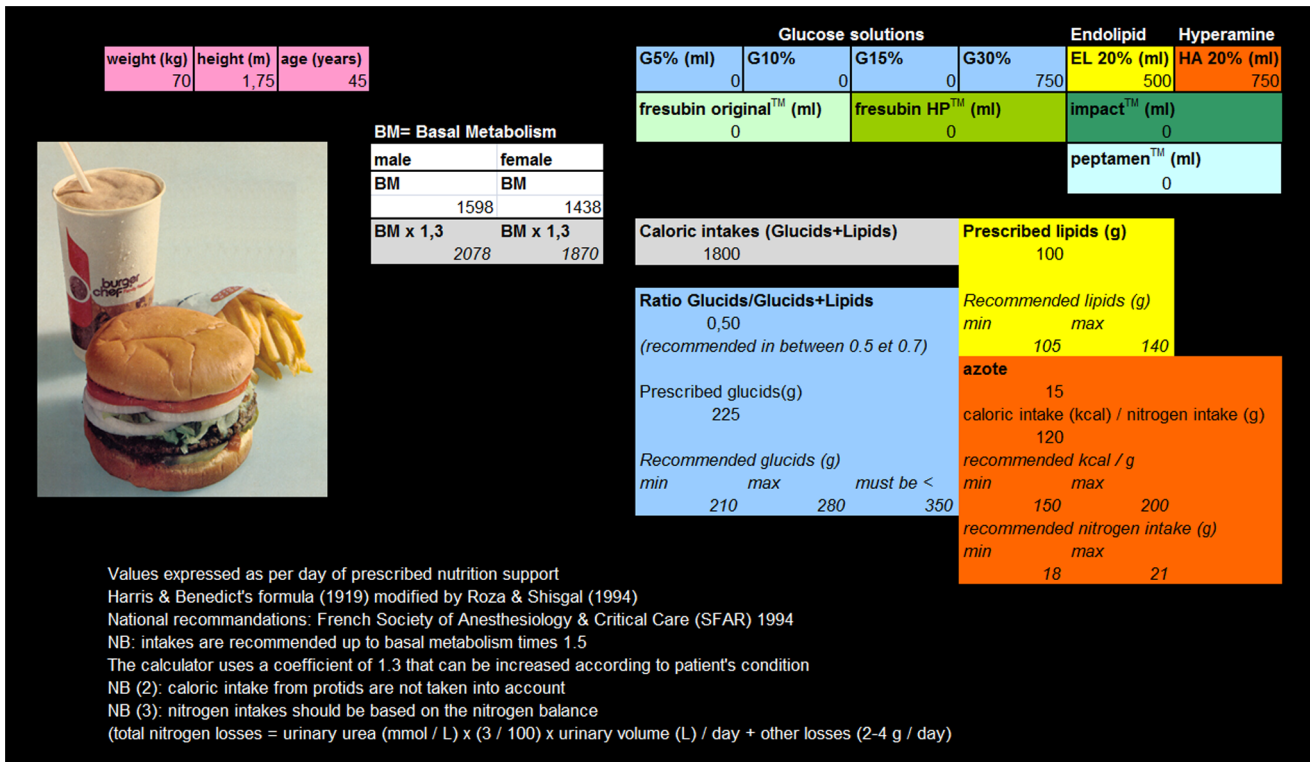 Glucose solutions Endolipid Hyperamine
weight (kg) height (m) age (years) G5% (ml) G10% G15% G30% EL 20% (ml) HA 20% (ml)
70 1,75 45 0 0 0 750 500 750
fresubin original™ (ml) fresubin HP™ (ml) impact™ (ml)
0 0 0
BM= Basal Metabolism
male female peptamen™ (ml)
BM BM 0
1598 1438
BM x 1,3 BM x 1,3 Caloric intakes (Glucids+Lipids) Prescribed lipids (g)
2078 1870 1800 100
burger
chef
Ratio Glucids/Glucids+Lipids Recommended lipids (g)
0,50 min max
(recommended in between 0.5 et 0.7) 105 140
azote
Prescribed glucids(g) 15
225 caloric intake (kcal) / nitrogen intake (g)
120
Recommended glucids (g) recommended kcal / g
min max must be < min max
210 280 350 150 200
recommended nitrogen intake (g)
min max
18 21
Values expressed as per day of prescribed nutrition support
Harris & Benedict's formula (1919) modified by Roza & Shisgal (1994)
National recommandations: French Society of Anesthesiology & Critical Care (SFAR) 1994
NB: intakes are recommended up to basal metabolism times 1.5
The calculator uses a coefficient of 1.3 that can be increased according to patient's condition
NB (2): caloric intake from protids are not taken into account
NB (3): nitrogen intakes should be based on the nitrogen balance
(total nitrogen losses = urinary urea (mmol / L) x (3 / 100) x urinary volume (L) / day + other losses (2-4 g / day)